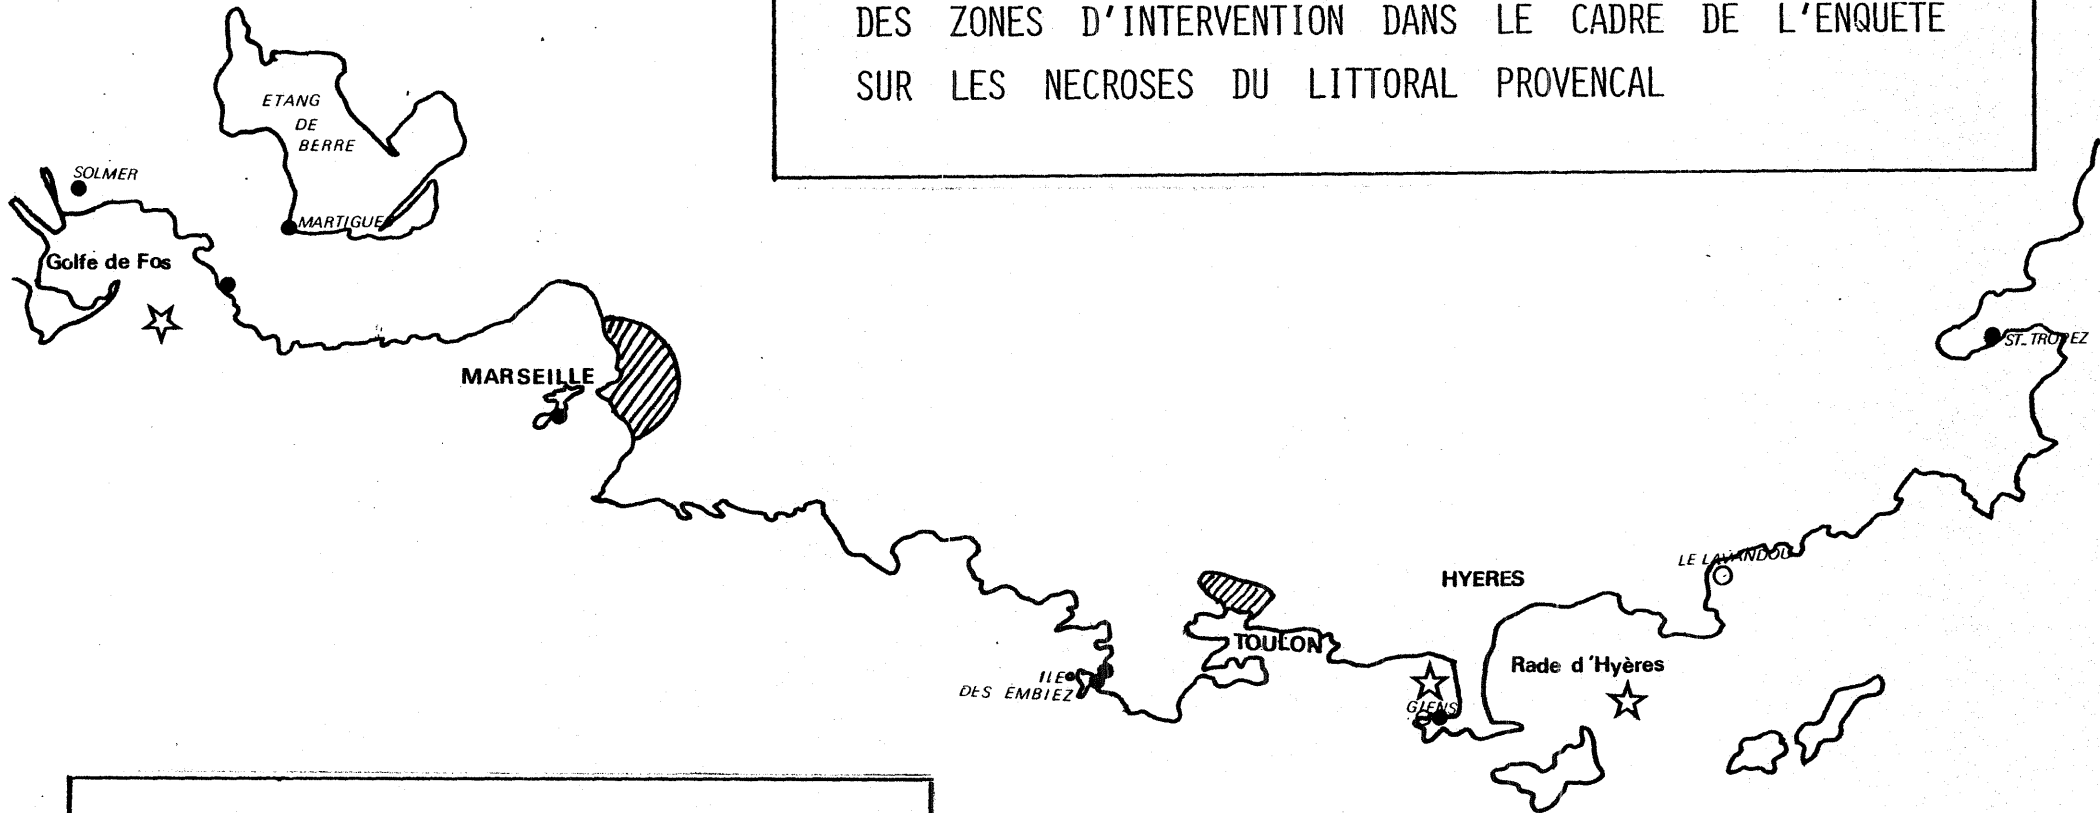 DES ZONES D'INTERVENTION DANS LE CADRE DE L'ENQUETE
SUR LES NECROSES DU LITTORAL PROVENCAL
ETANG
DE
BERRE
SOLMER
MARTIGUES
Golfe de Fos
MARSEILLE
ST_TROPEZ
LE LAVANDOU
HYERES
TOULON
Rade d'Hyères
ILE
DES EMBIEZ
GIENS